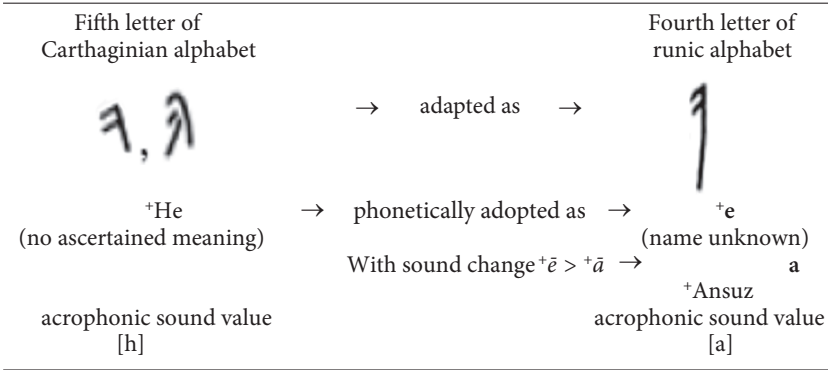 Fifth letter of Fourth letter of
Carthaginian alphabet runic alphabet
→ adapted as →
,
⁺He → phonetically adopted as → ⁺e
(no ascertained meaning) (name unknown)
With sound change ⁺ē > ⁺ā → a
⁺Ansuz
acrophonic sound value acrophonic sound value
[h] [a]